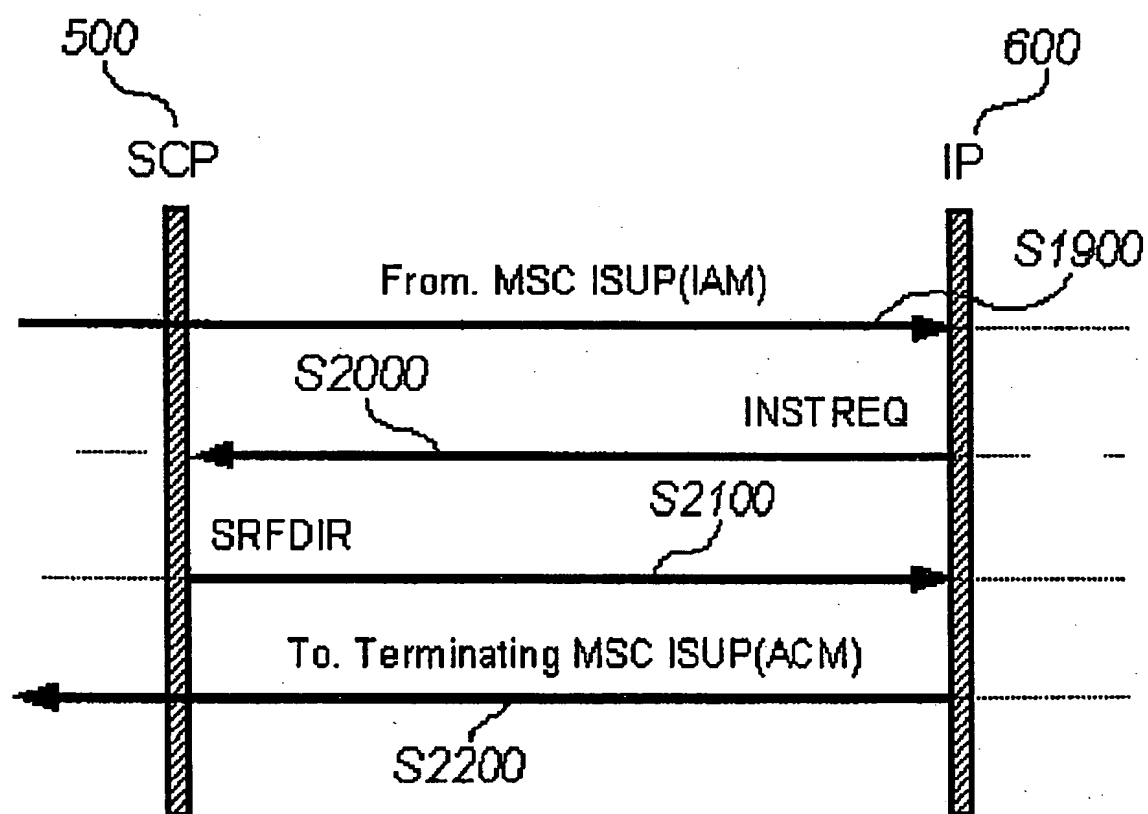 500
600
SCP
IP
S1900
From. MSC ISUP(IAM)
S2000
INSTREQ
S2100
SRFDIR
To. Terminating MSC ISUP(ACM)
S2200